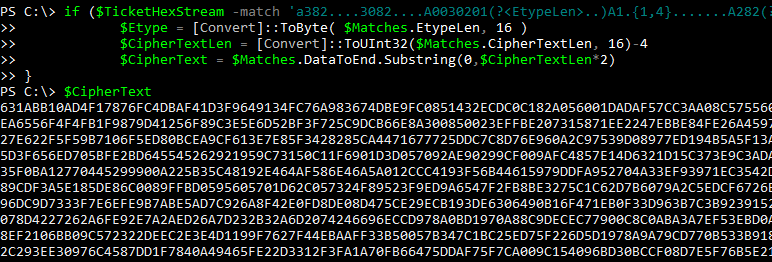 PS C:\> if ($TicketHexStream -match 'a382....3082....A0030201(?<EtypeLen>..)A1.{1,4}.......A282(?
>>         $Etype = [Convert]::ToByte( $Matches.EtypeLen, 16 )
>>         $CipherTextLen = [Convert]::ToUInt32($Matches.CipherTextLen, 16)-4
>>         $CipherText = $Matches.DataToEnd.Substring(0,$CipherTextLen*2)
>> }
PS C:\> $CipherText
631ABB10AD4F17876FC4DBAF41D3F9649134FC76A983674DBE9FC0851432ECDC0C182A056001DADAF57CC3AA08C575560
EA6556F4F4FB1F9879D41256F89C3E5E6D52BF3F725C9DCB66E8A300850023EFFBE207315871EE2247EBBE84FE26A4597
27E622F5F59B7106F5ED80BCEA9CF613E7E85F3428285CA4471677725DDC7C8D76E960A2C97539D08977ED194B5A5F13A
5D3F656ED705BFE2BD645545262921959C73150C11F6901D3D057092AE90299CF009AFC4857E14D6321D15C373E9C3ADA
35F0BA12770445299900A225B35C48192E464AF586E46A5A012CCC4193F56B44615979DDFA952704A33EF93971EC3542D
89CDF3A5E185DE86C0089FFBD0595605701D62C057324F89523F9ED9A6547F2FB8BE3275C1C62D7B6079A2C5EDCF6726B
96DC9D7333F7E6EFE9B7ABE5AD7C926A8F42E0FD8DE08D475CE29ECB193DE6306490B16F471EB0F33D963B7C3B9239152
078D4227262A6FE92E7A2AED26A7D232B32A6D2074246696ECCD978A0BD1970A88C9DECEC77900C8C0ABA3A7EF53EBD0A
8EF2106BB09C572322DEEC2E3E4D1199F7627F44EBAAFF33B50057B347C1BC25ED75F226D5D1978A9A79CD770B533B918
2C293EE30976C4587DD1F7840A49465FE22D3312F3FA1A70FB66475DDAF75F7CA009C154096BD30BCCF08D7E5F76B5E21